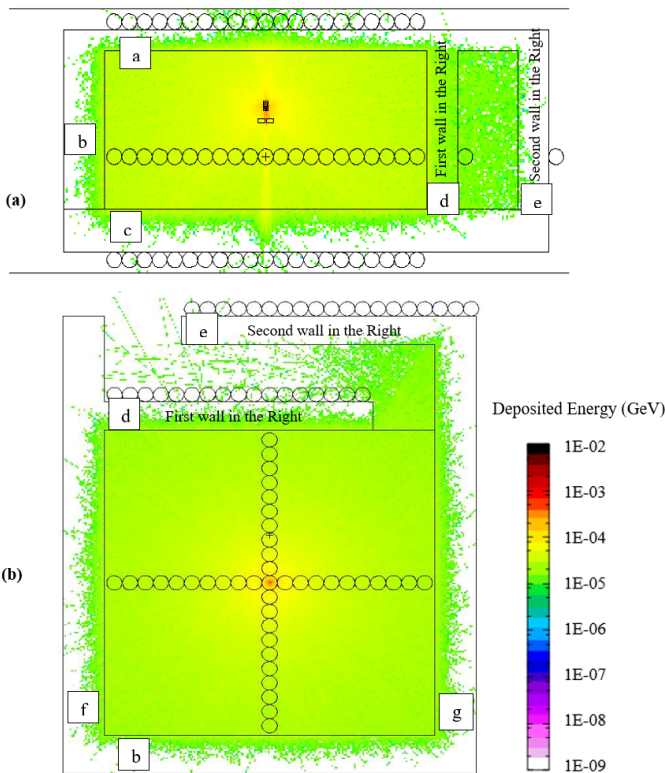 a
First wall in the Right
Second wall in the Right
b
(a)
d
e
c
e
Second wall in the Right
d
First wall in the Right
Deposited Energy (GeV)
1E-02
1E-03
1E-04
1E-05
1E-06
1E-07
1E-08
1E-09
(b)
f
g
b